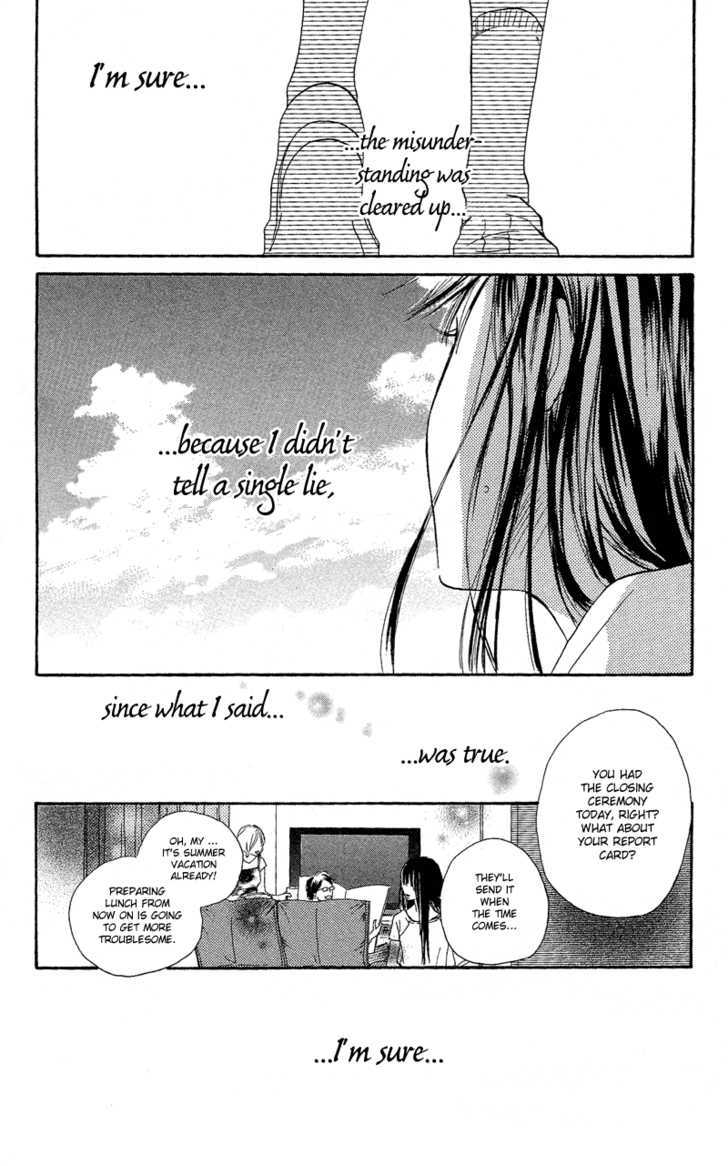 I'm sure...
...the misunder-
standing was
cleared up...
...because I didn't
tell a single lie,
since what I said...
...was true.
YOU HAD
THE CLOSING
CEREMONY
TODAY, RIGHT?
WHAT ABOUT
YOUR REPORT
CARD?
THEY'LL
SEND IT
WHEN
THE TIME
COMES...
OH, MY ...
IT'S SUMMER
VACATION
ALREADY!
PREPARING
LUNCH FROM
NOW ON IS GOING
TO GET MORE
TROUBLESOME.
...I'm sure...